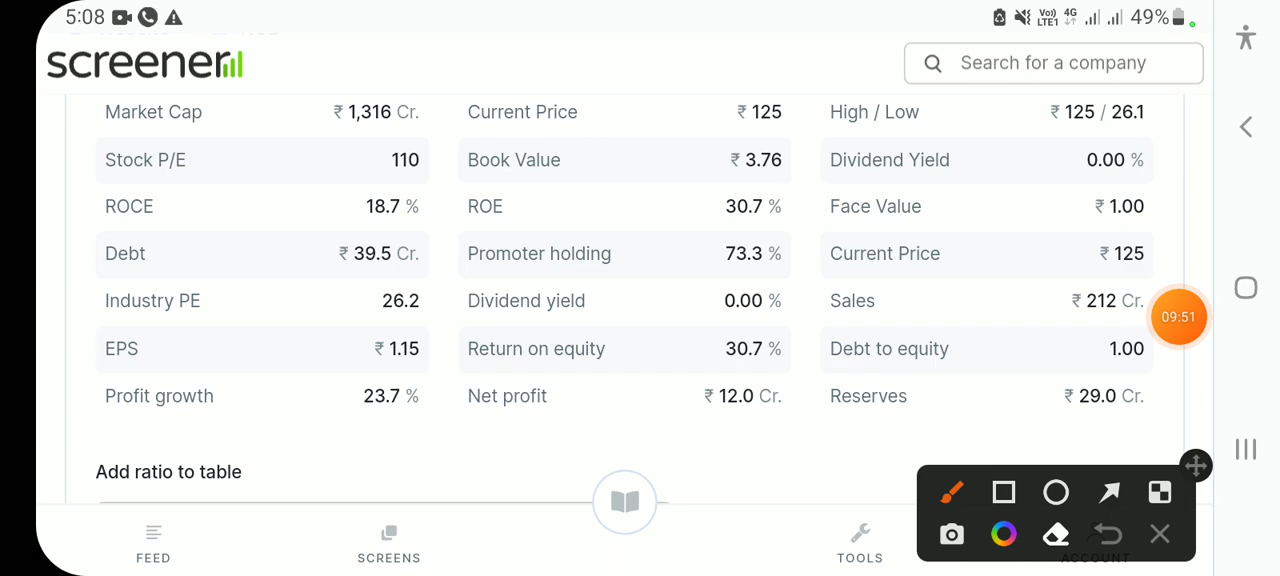 5:08 Vo)) LTE1 4G 49%
screener Search for a company
Market Cap ₹ 1,316 Cr. Current Price ₹ 125 High / Low ₹ 125 / 26.1
Stock P/E 110 Book Value ₹ 3.76 Dividend Yield 0.00 %
ROCE 18.7 % ROE 30.7 % Face Value ₹ 1.00
Debt ₹ 39.5 Cr. Promoter holding 73.3 % Current Price ₹ 125
Industry PE 26.2 Dividend yield 0.00 % Sales ₹ 212 Cr.
09:51
EPS ₹ 1.15 Return on equity 30.7 % Debt to equity 1.00
Profit growth 23.7 % Net profit ₹ 12.0 Cr. Reserves ₹ 29.0 Cr.
Add ratio to table
FEED SCREENS TOOLS ACCOUNT